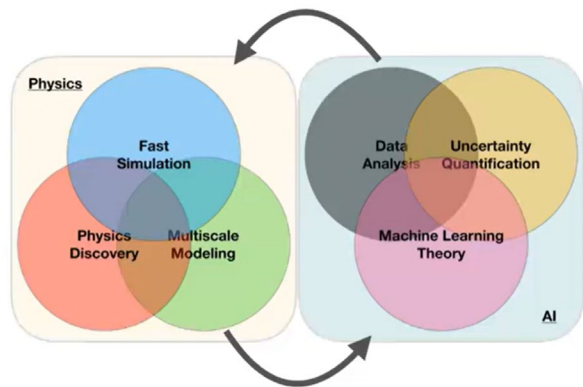 Physics
Fast
Simulation
Physics
Discovery
Multiscale
Modeling
Data
Analysis
Uncertainty
Quantification
Machine Learning
Theory
AI